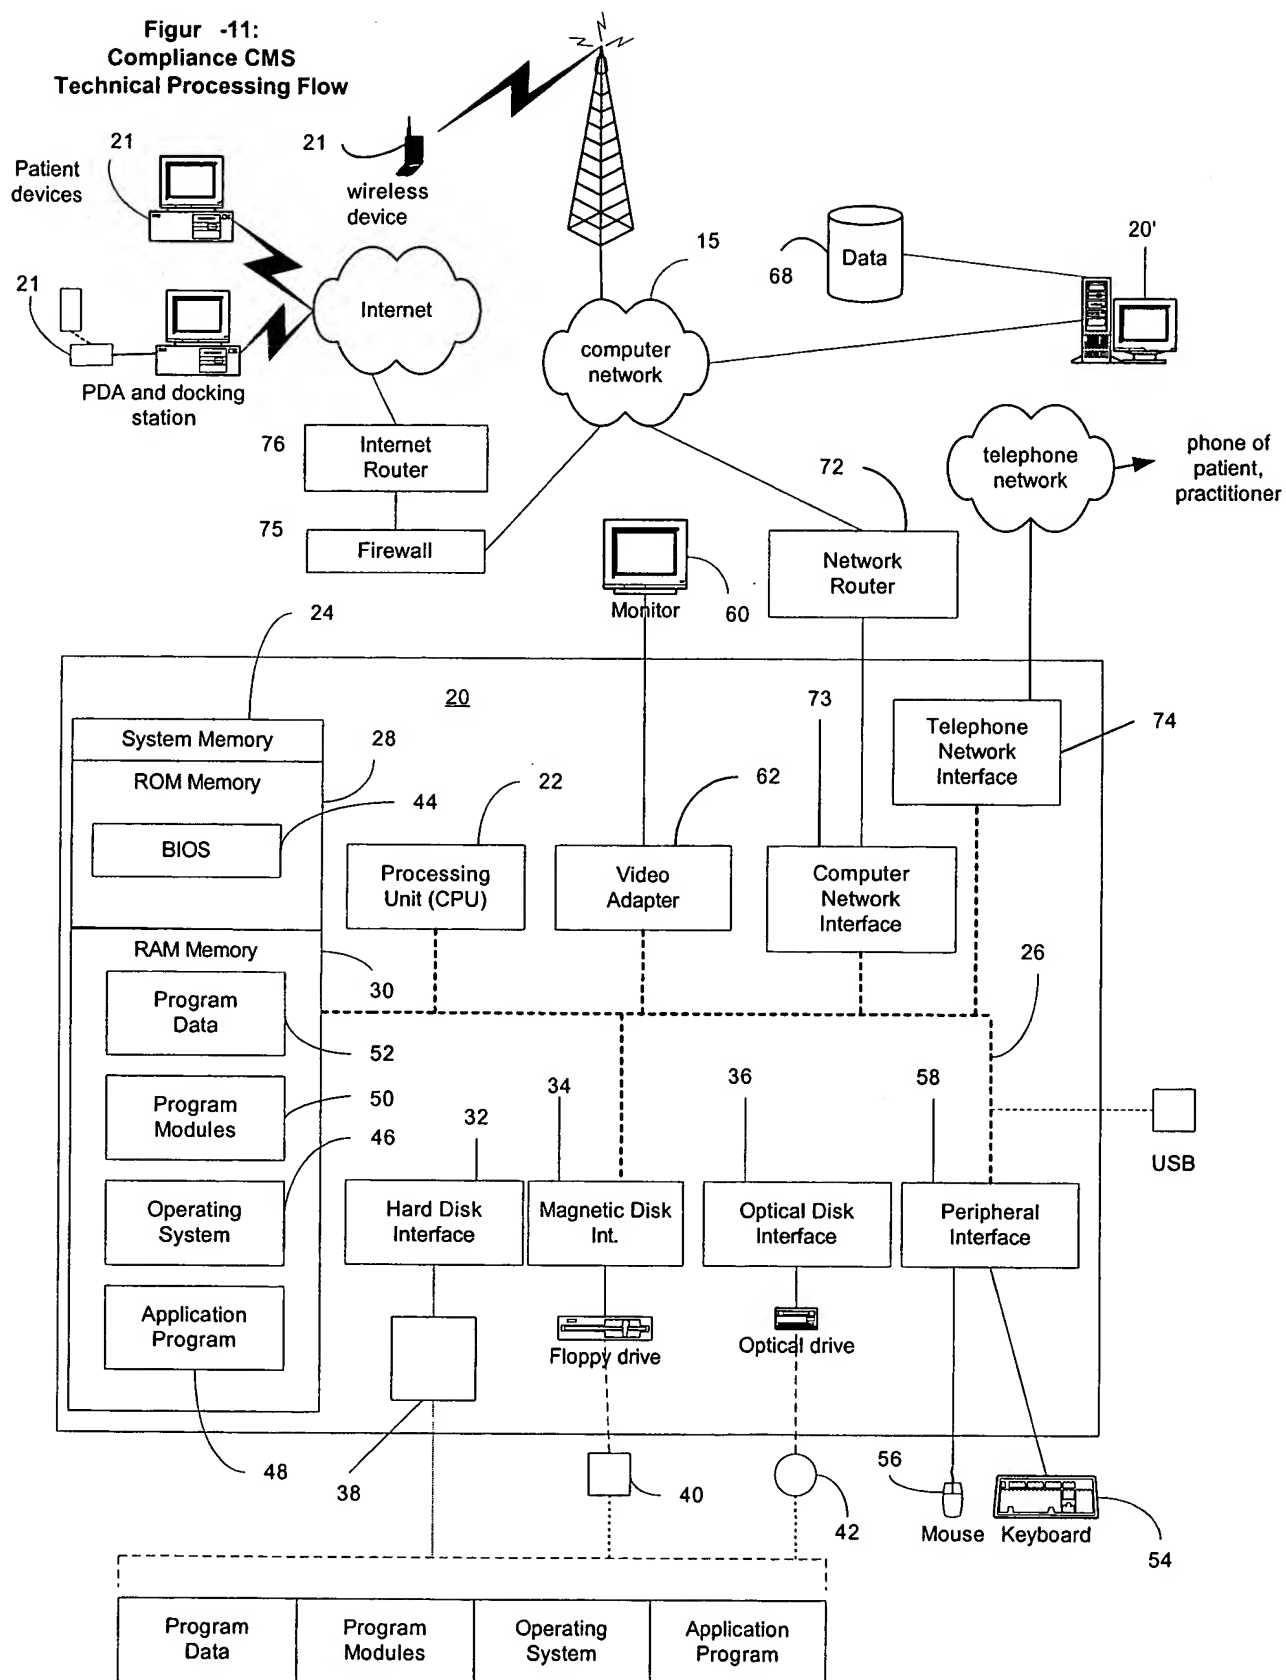 Figur -11:
Compliance CMS
Technical Processing Flow
21
21
Patient
devices
wireless
device
15
20'
68
Data
21
Internet
computer
network
PDA and docking
station
76
Internet
Router
72
telephone
network
phone of
patient,
practitioner
75
Firewall
Network
Router
Monitor
60
24
20
73
Telephone
Network
Interface
74
System Memory
28
ROM Memory
22
62
44
BIOS
Processing
Unit (CPU)
Video
Adapter
Computer
Network
Interface
RAM Memory
26
30
Program
Data
52
34
36
58
50
Program
Modules
32
46
USB
Operating
System
Hard Disk
Interface
Magnetic Disk
Int.
Optical Disk
Interface
Peripheral
Interface
Application
Program
Floppy drive
Optical drive
48
38
40
42
56
Mouse
Keyboard
54
Program
Data
Program
Modules
Operating
System
Application
Program